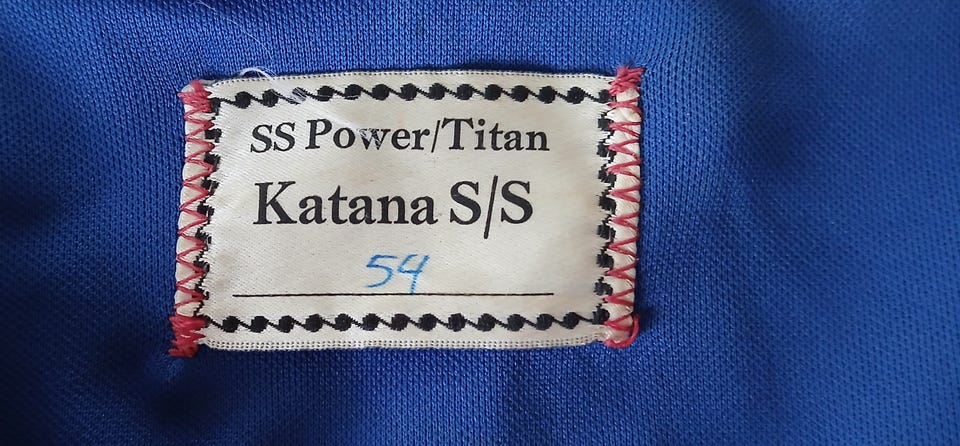 SS Power/Titan
Katana S/S
54